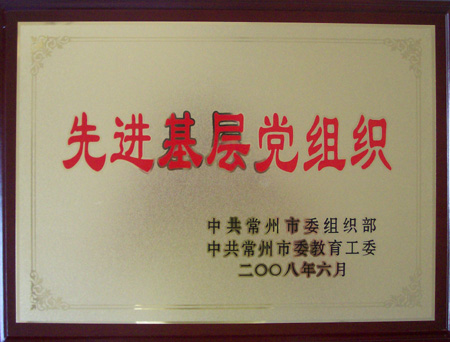 先进基层党组织
中共常州市委组织部
中共常州市委教育工委
二〇〇八年六月